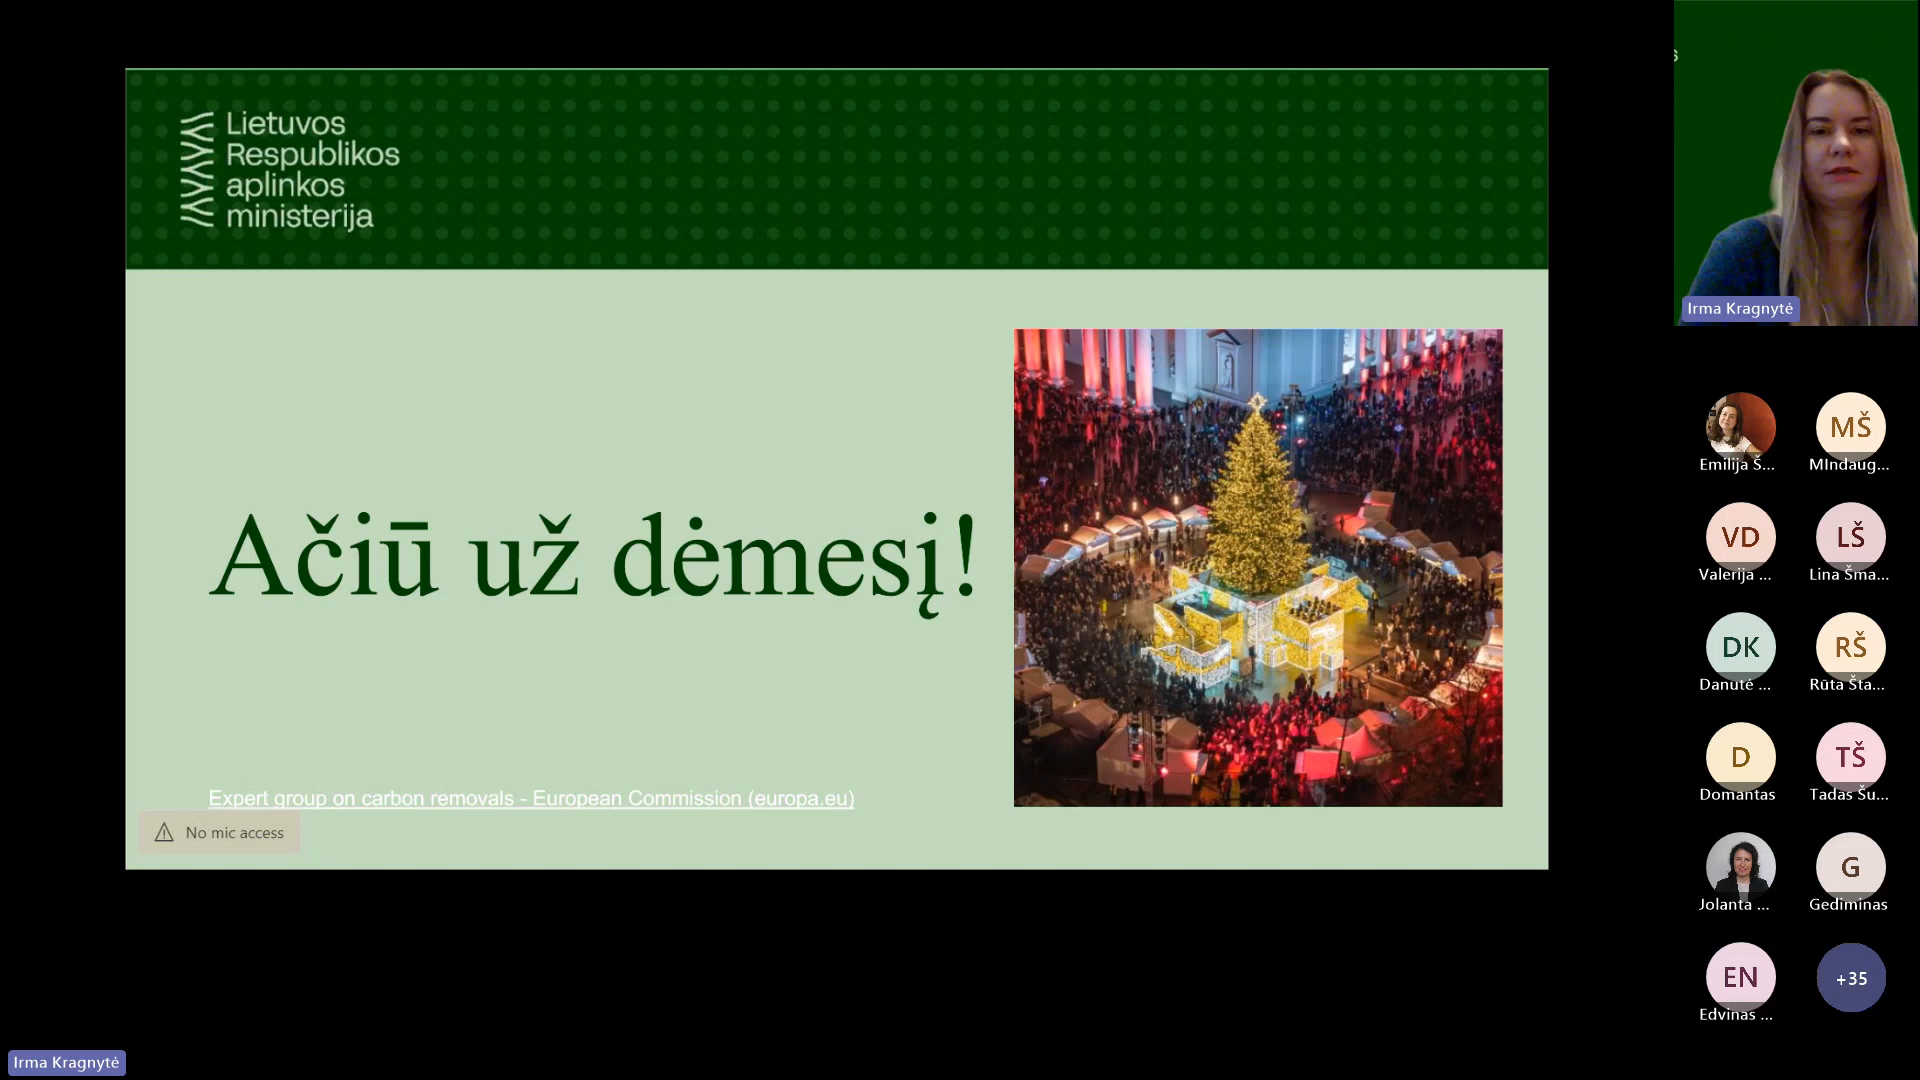 Lietuvos
Respublikos
aplinkos
ministerija
Ačiū už dėmesį!
Expert group on carbon removals - European Commission (europa.eu)
No mic access
s
Irma Kragnytė
MŠ
Emilija Š...
MIndaug...
VD
LŠ
Valerija ...
Lina Šma...
DK
RŠ
Danutė ...
Rūta Šta...
D
TŠ
Domantas
Tadas Šu...
G
Jolanta ...
Gediminas
EN
+35
Edvinas ...
Irma Kragnytė